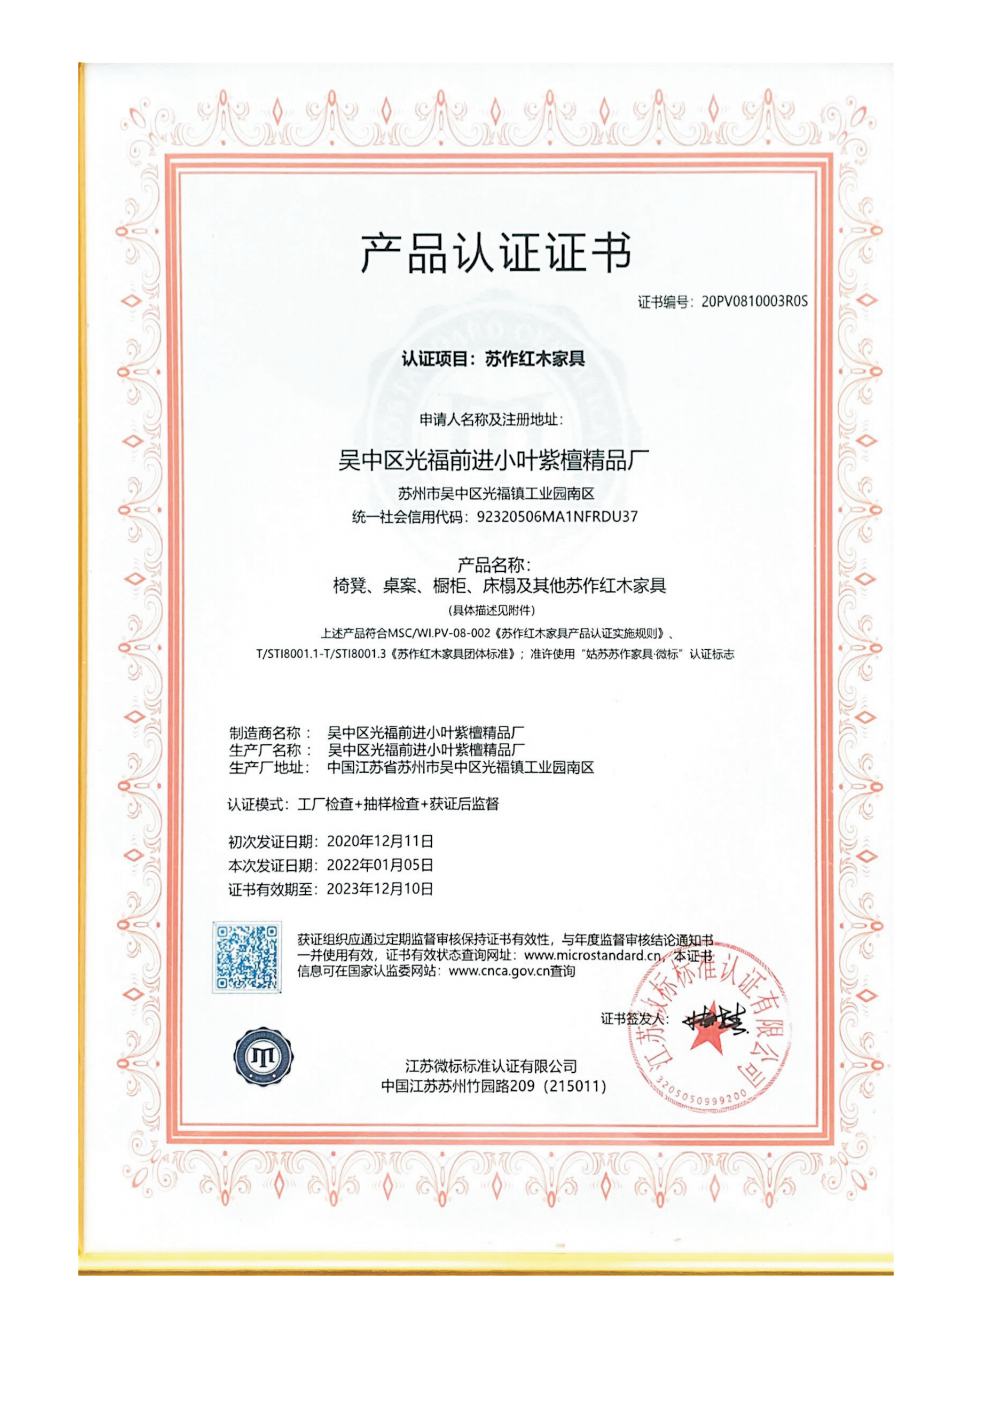 产品认证证书
证书编号：20PV0810003R0S
认证项目：苏作红木家具
申请人名称及注册地址：
吴中区光福前进小叶紫檀精品厂
苏州市吴中区光福镇工业园南区
统一社会信用代码：92320506MA1NFRDU37
产品名称：
椅凳、桌案、橱柜、床榻及其他苏作红木家具
（具体描述见附件）
上述产品符合MSC/WI.PV-08-002《苏作红木家具产品认证实施规则》、
T/STI8001.1-T/STI8001.3《苏作红木家具团体标准》；准许使用“姑苏苏作家具·微标”认证标志
制造商名称： 吴中区光福前进小叶紫檀精品厂
生产厂名称： 吴中区光福前进小叶紫檀精品厂
生产厂地址： 中国江苏省苏州市吴中区光福镇工业园南区
认证模式：工厂检查+抽样检查+获证后监督
初次发证日期：2020年12月11日
本次发证日期：2022年01月05日
证书有效期至：2023年12月10日
获证组织应通过定期监督审核保持证书有效性，与年度监督审核结论通知书
一并使用有效，证书有效状态查询网址：www.microstandard.cn，本证书
信息可在国家认监委网站：www.cnca.gov.cn查询
证书签发人：
江苏微标标准认证有限公司
3205050999200
江苏微标标准认证有限公司
中国江苏苏州竹园路209（215011）